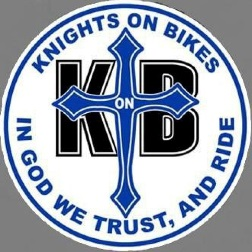 KNIGHTS ON BIKES
K ON B
IN GOD WE TRUST, AND RIDE